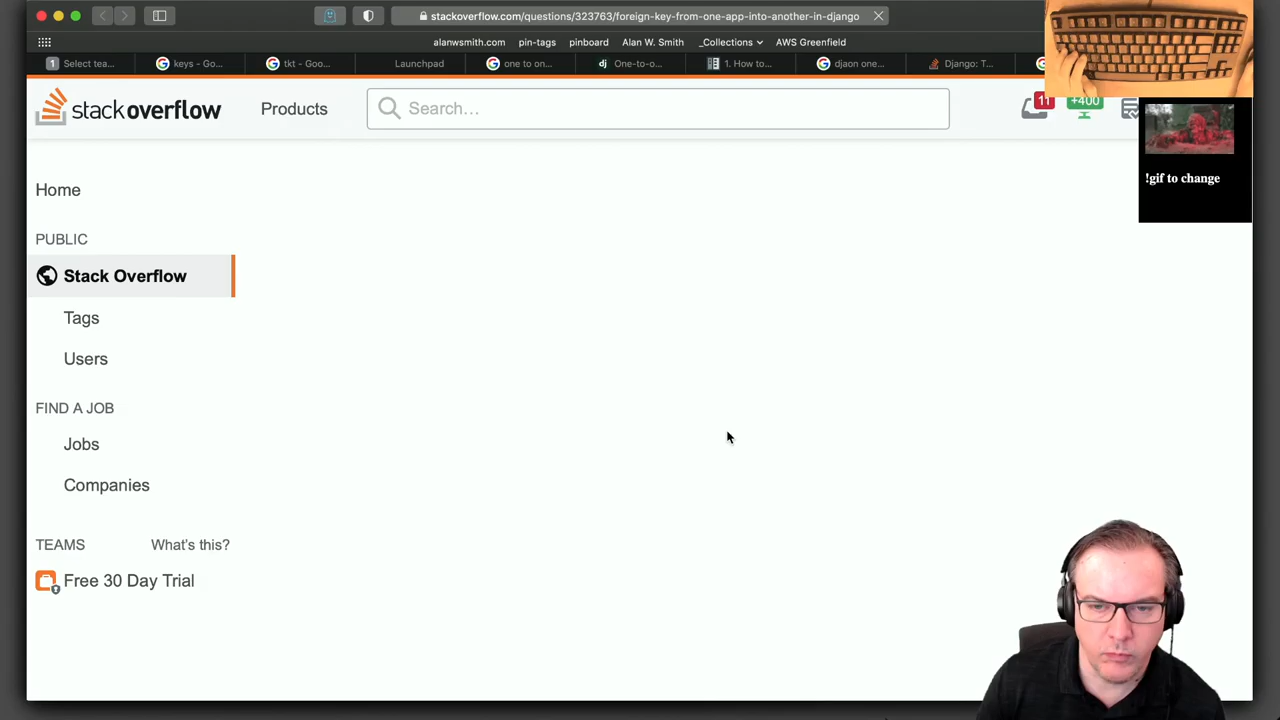 stackoverflow.com/questions/323763/foreign-key-from-one-app-into-another-in-django
alanwsmith.com pin-tags pinboard Alan W. Smith _Collections AWS Greenfield
1 Select tea... keys - Go... tkt - Goo... Launchpad one to on... dj One-to-o... 1. How to... djaon one... Django: T...
stackoverflow Products Search... 11 +400
!gif to change
Home
PUBLIC
Stack Overflow
Tags
Users
FIND A JOB
Jobs
Companies
TEAMS What's this?
Free 30 Day Trial